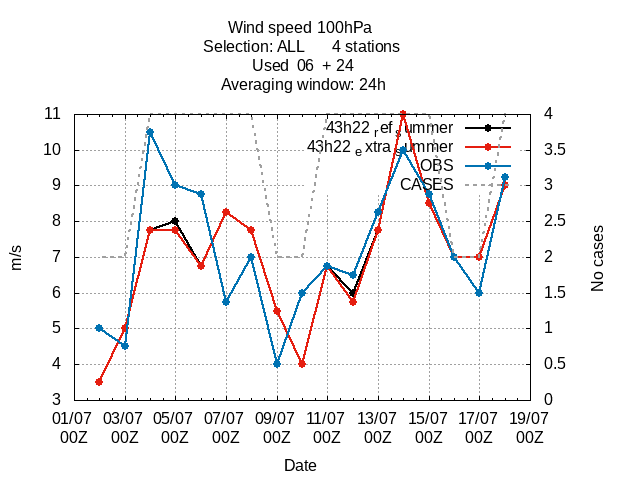 Wind speed 100hPa
Selection: ALL 4 stations
Used 06 + 24
Averaging window: 24h
11 4
43h22_ref_summer
10 3.5
43h22_extra_summer
OBS
9 3
CASES
8 2.5
7 2
6 1.5
5 1
4 0.5
3 0
m/s
No cases
01/07 03/07 05/07 07/07 09/07 11/07 13/07 15/07 17/07 19/07
00Z 00Z 00Z 00Z 00Z 00Z 00Z 00Z 00Z 00Z
Date